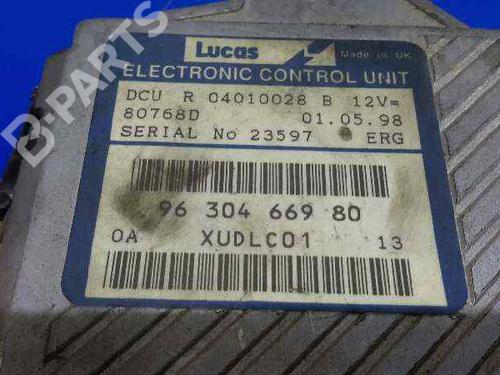 B-PARTS
Lucas
Made in UK
ELECTRONIC CONTROL UNIT
DCU R 04010028 B 12V=
80768D 01.05.98
SERIAL No 23597 ERG
96 304 669 80
0A XUDLC01 13
B-PARTS